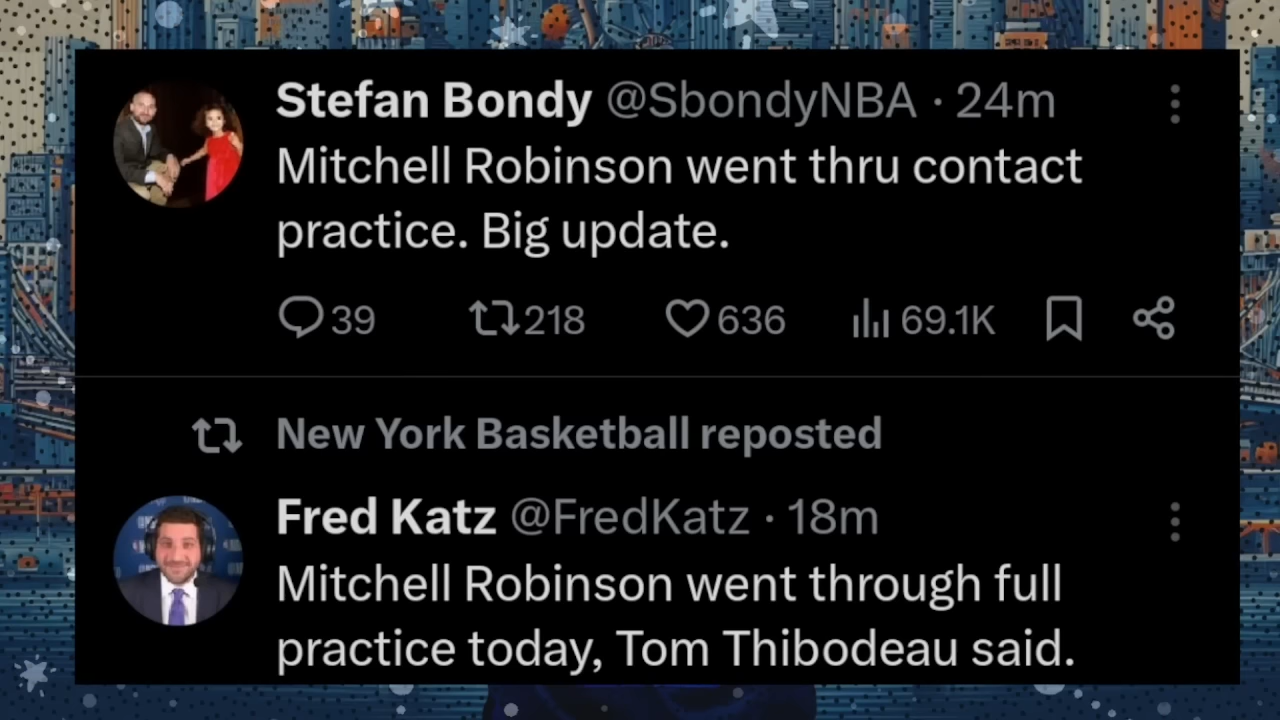 Stefan Bondy @SbondyNBA · 24m
Mitchell Robinson went thru contact
practice. Big update.
39 218 636 69.1K
New York Basketball reposted
Fred Katz @FredKatz · 18m
Mitchell Robinson went through full
practice today, Tom Thibodeau said.